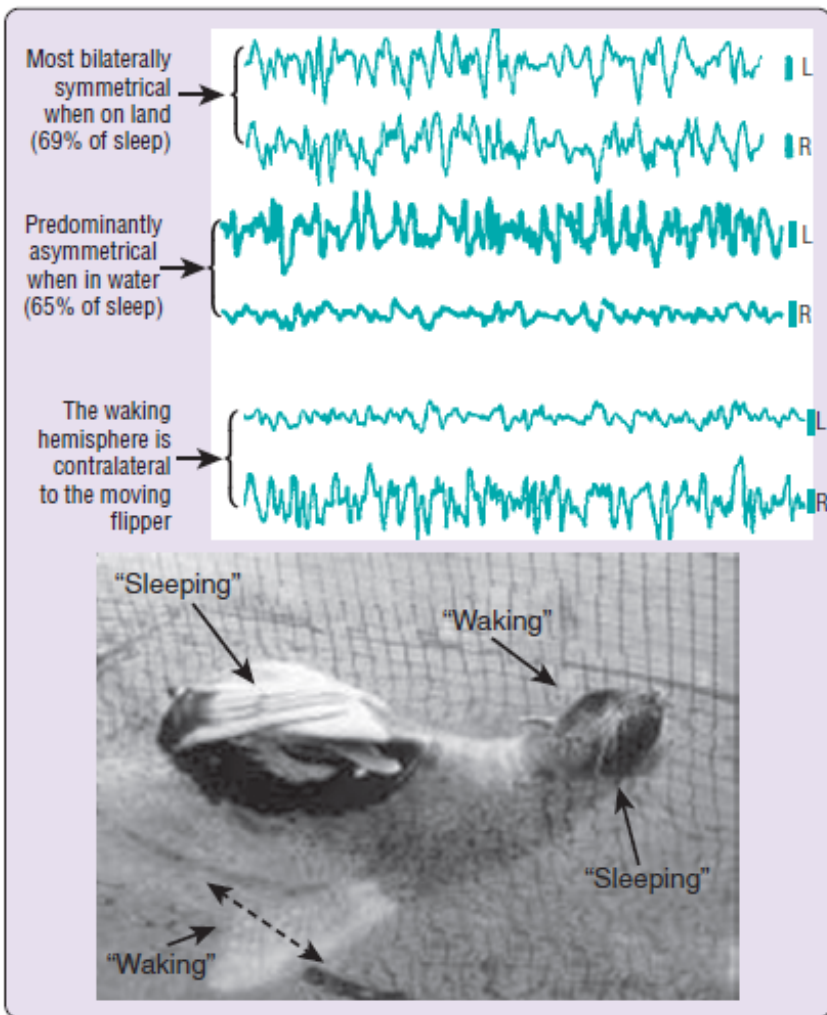 Most bilaterally
symmetrical
when on land
(69% of sleep)
L
R
Predominantly
asymmetrical
when in water
(65% of sleep)
L
R
The waking
hemisphere is
contralateral
to the moving
flipper
L
R
“Sleeping”
“Waking”
“Sleeping”
“Waking”